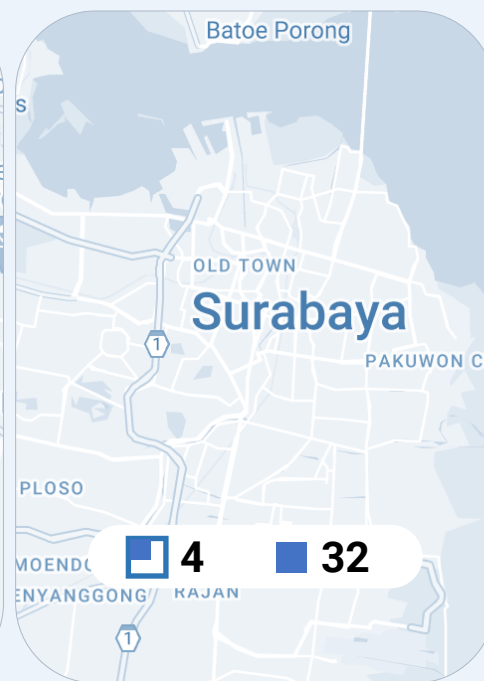 Batoe Porong
S
OLD TOWN
Surabaya
1
PAKUWON C
PLOSO
4 32
MOENDO
ENYANGGONG RAJAN
1